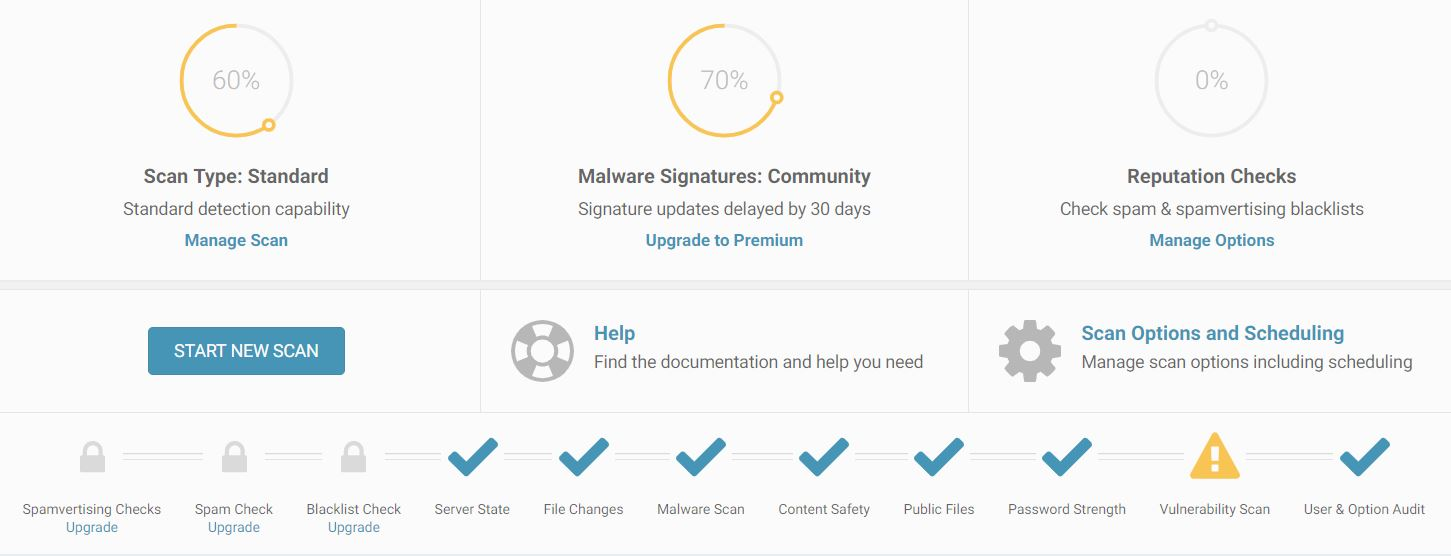 60%
70%
0%
Scan Type: Standard
Standard detection capability
Manage Scan
Malware Signatures: Community
Signature updates delayed by 30 days
Upgrade to Premium
Reputation Checks
Check spam & spamvertising blacklists
Manage Options
START NEW SCAN
Help
Find the documentation and help you need
Scan Options and Scheduling
Manage scan options including scheduling
Spamvertising Checks
Upgrade
Spam Check
Upgrade
Blacklist Check
Upgrade
Server State
File Changes
Malware Scan
Content Safety
Public Files
Password Strength
Vulnerability Scan
User & Option Audit